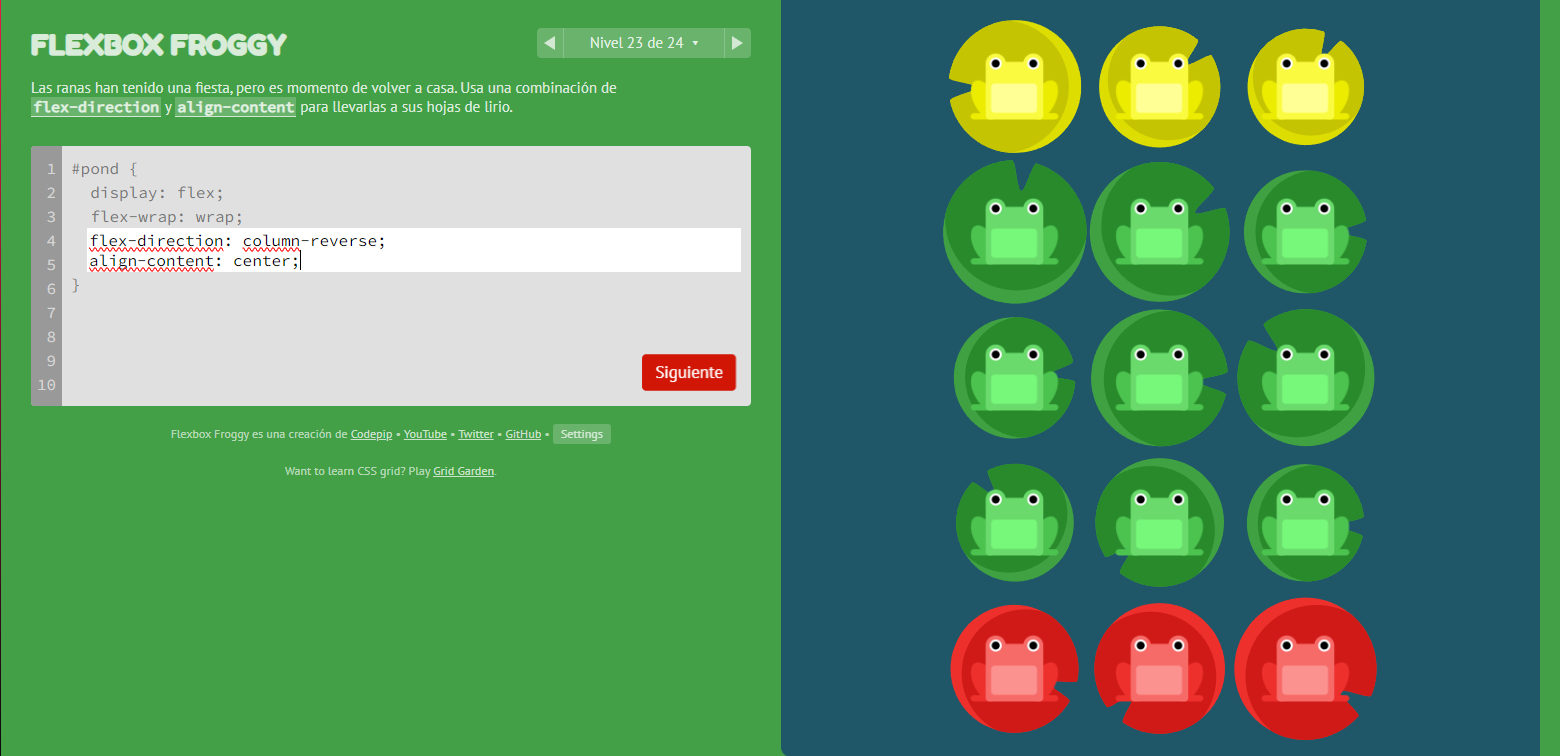 FLEXBOX FROGGY
Nivel 23 de 24
Las ranas han tenido una fiesta, pero es momento de volver a casa. Usa una combinación de
flex-direction y align-content para llevarlas a sus hojas de lirio.
1 #pond {
2 display: flex;
3 flex-wrap: wrap;
4 flex-direction: column-reverse;
5 align-content: center;
6 }
7
8
9
10
Siguiente
Flexbox Froggy es una creación de Codepip • YouTube • Twitter • GitHub • Settings
Want to learn CSS grid? Play Grid Garden.